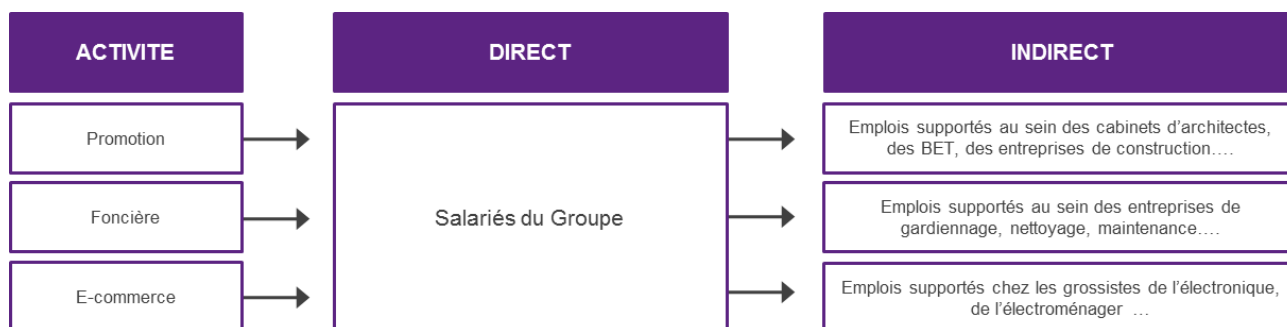 ACTIVITE
DIRECT
INDIRECT
Promotion
Foncière
E-commerce
Salariés du Groupe
Emplois supportés au sein des cabinets d’architectes,
des BET, des entreprises de construction….
Emplois supportés au sein des entreprises de
gardiennage, nettoyage, maintenance….
Emplois supportés chez les grossistes de l’électronique,
de l’électroménager …